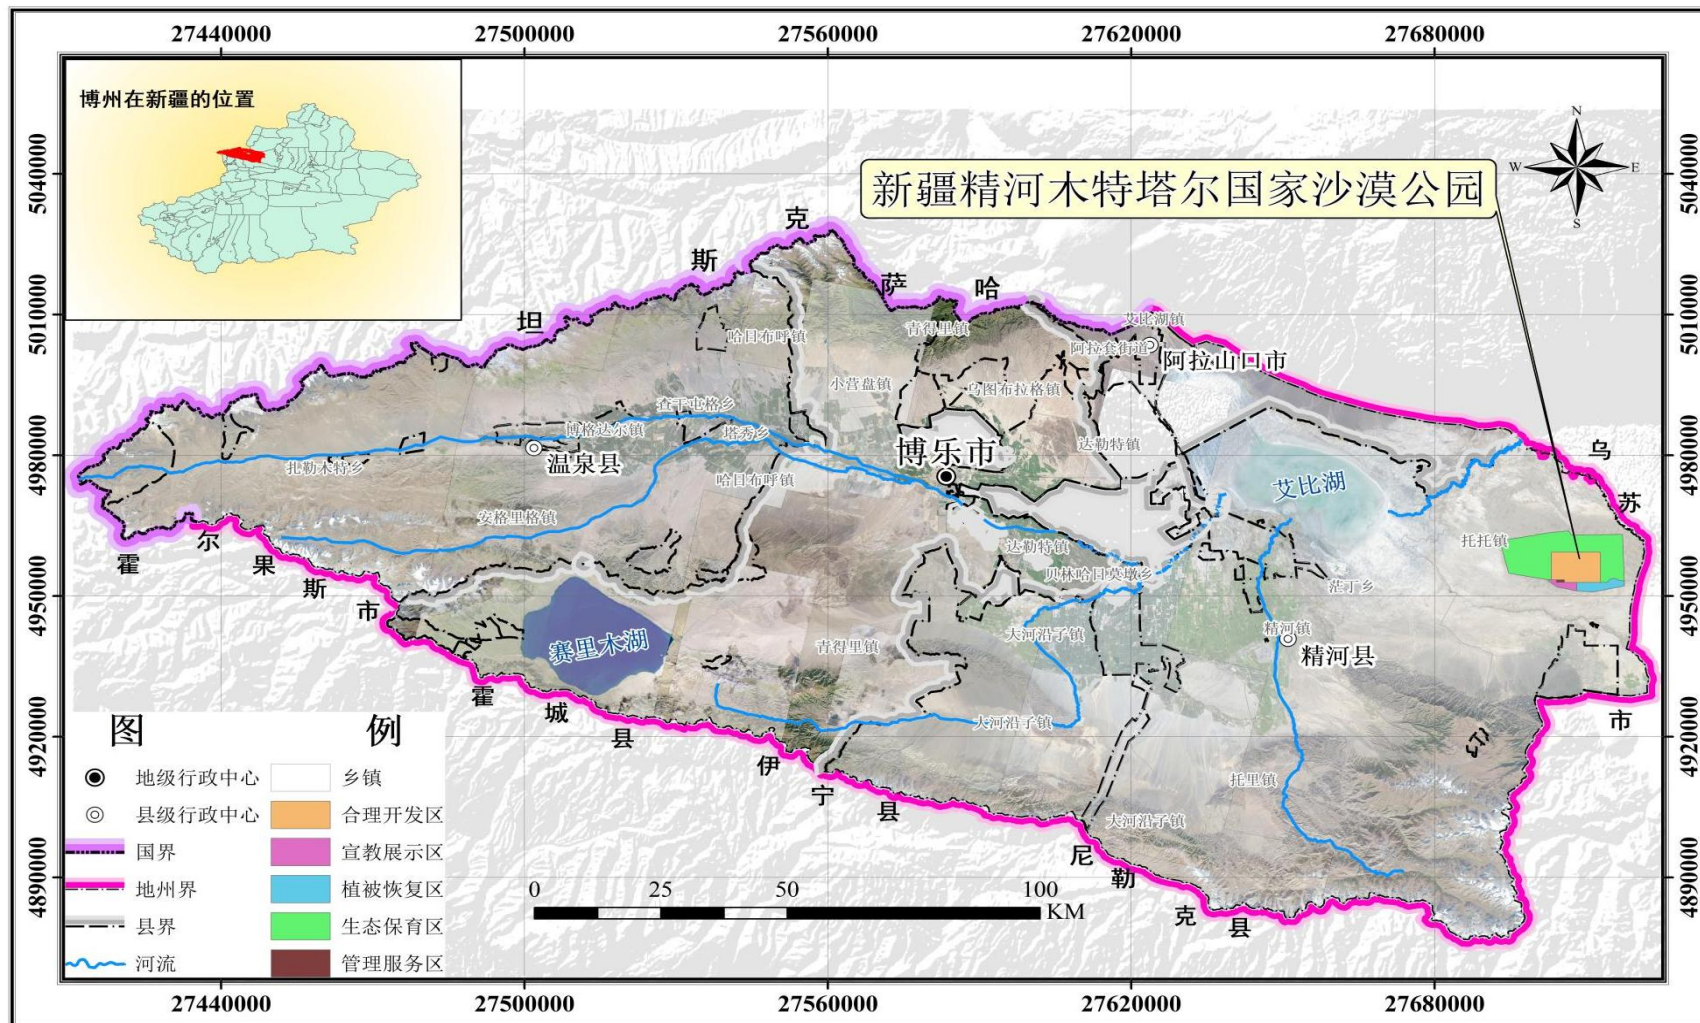 27440000 27500000 27560000 27620000 27680000
博州在新疆的位置
N
W E
S
新疆精河木特塔尔国家沙漠公园
5040000 5040000
5010000 5010000
4980000 4980000
4950000 4950000
4920000 4920000
4890000 4890000
哈萨克斯坦
霍尔果斯市
霍城县
伊宁县
尼勒克县
乌苏市
艾比湖镇
阿拉套街道
阿拉山口市
哈日布呼镇
青得里镇
小营盘镇
乌图布拉格镇
查干屯格乡
博格达尔镇
塔秀乡
达勒特镇
博乐市
温泉县
扎勒木特乡
哈日布呼镇
艾比湖
安格里格镇
达勒特镇
托托镇
贝林哈日莫墩乡
茫丁乡
大河沿子镇
精河镇
精河县
赛里木湖
青得里镇
大河沿子镇
托里镇
大河沿子镇
图 例
地级行政中心 乡镇
县级行政中心 合理开发区
国界 宣教展示区
地州界 植被恢复区
县界 生态保育区
河流 管理服务区
0 25 50 100
KM
27440000 27500000 27560000 27620000 27680000